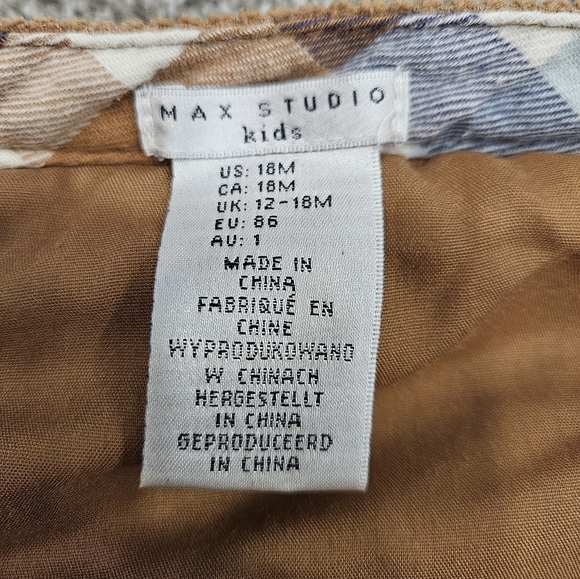 MAX STUDIO
kids
US: 18M
CA: 18M
UK: 12-18M
EU: 86
AU: 1
MADE IN
CHINA
FABRIQUÉ EN
CHINE
WYPRODUKOWANO
W CHINACH
HERGESTELLT
IN CHINA
GEPRODUCEERD
IN CHINA